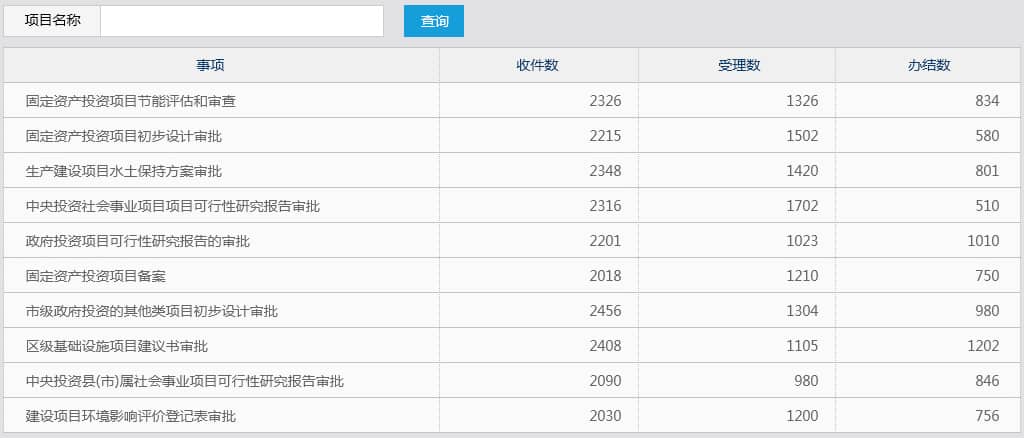 项目名称 查询
事项 收件数 受理数 办结数
固定资产投资项目节能评估和审查 2326 1326 834
固定资产投资项目初步设计审批 2215 1502 580
生产建设项目水土保持方案审批 2348 1420 801
中央投资社会事业项目项目可行性研究报告审批 2316 1702 510
政府投资项目可行性研究报告的审批 2201 1023 1010
固定资产投资项目备案 2018 1210 750
市级政府投资的其他类项目初步设计审批 2456 1304 980
区级基础设施项目建议书审批 2408 1105 1202
中央投资县(市)属社会事业项目可行性研究报告审批 2090 980 846
建设项目环境影响评价登记表审批 2030 1200 756